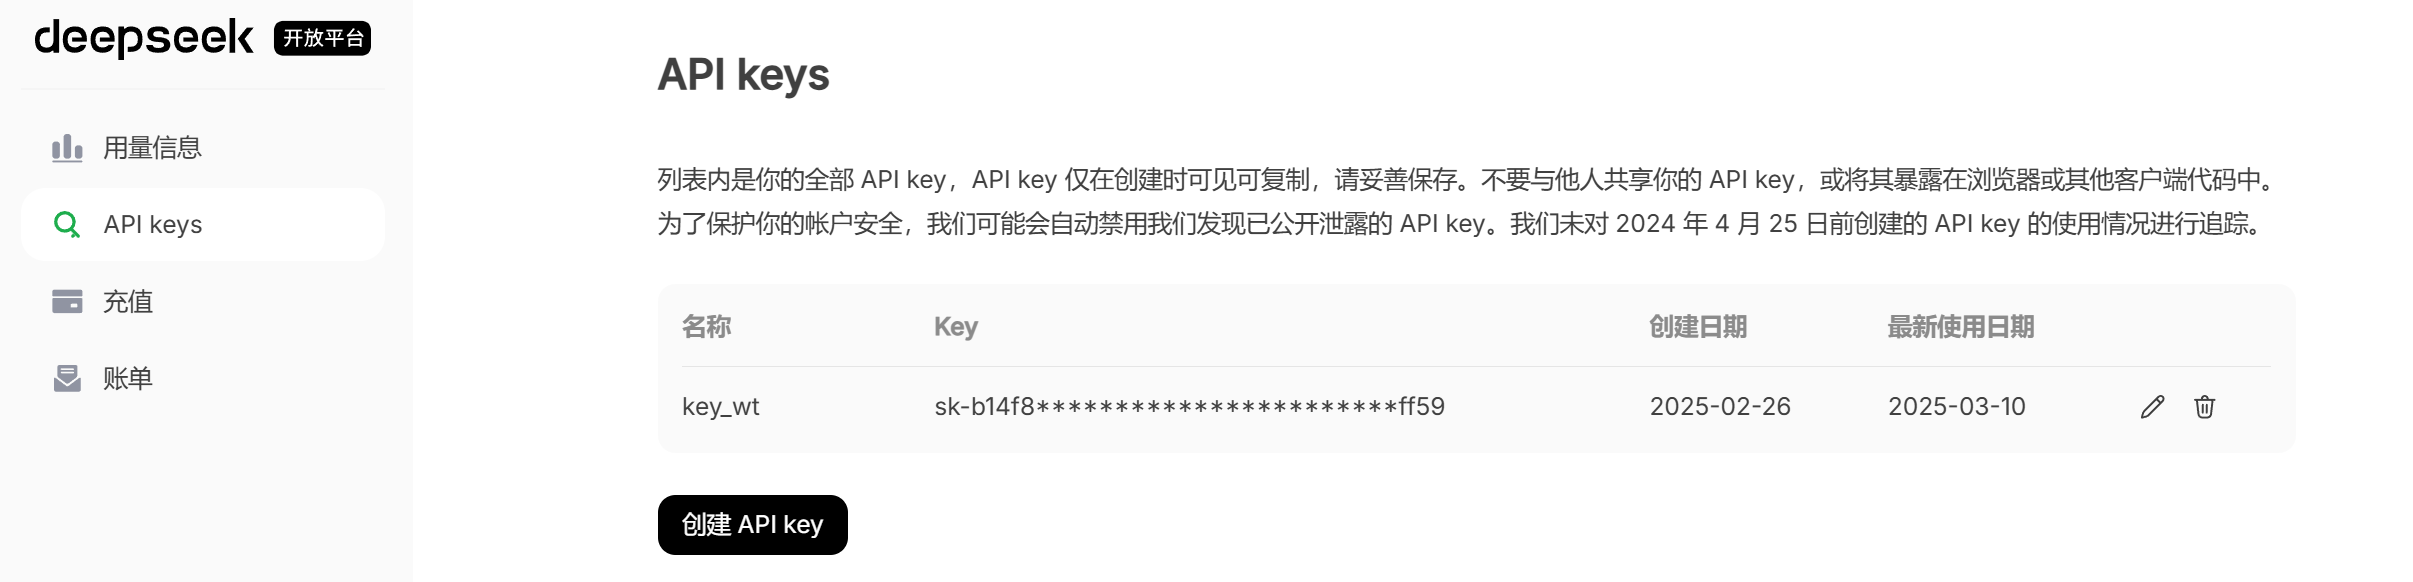 deepseek 开放平台
用量信息
API keys
充值
账单
API keys
列表内是你的全部 API key，API key 仅在创建时可见可复制，请妥善保存。不要与他人共享你的 API key，或将其暴露在浏览器或其他客户端代码中。
为了保护你的帐户安全，我们可能会自动禁用我们发现已公开泄露的 API key。我们未对 2024 年 4 月 25 日前创建的 API key 的使用情况进行追踪。
名称 Key 创建日期 最新使用日期
key_wt sk-b14f8***********************ff59 2025-02-26 2025-03-10
创建 API key